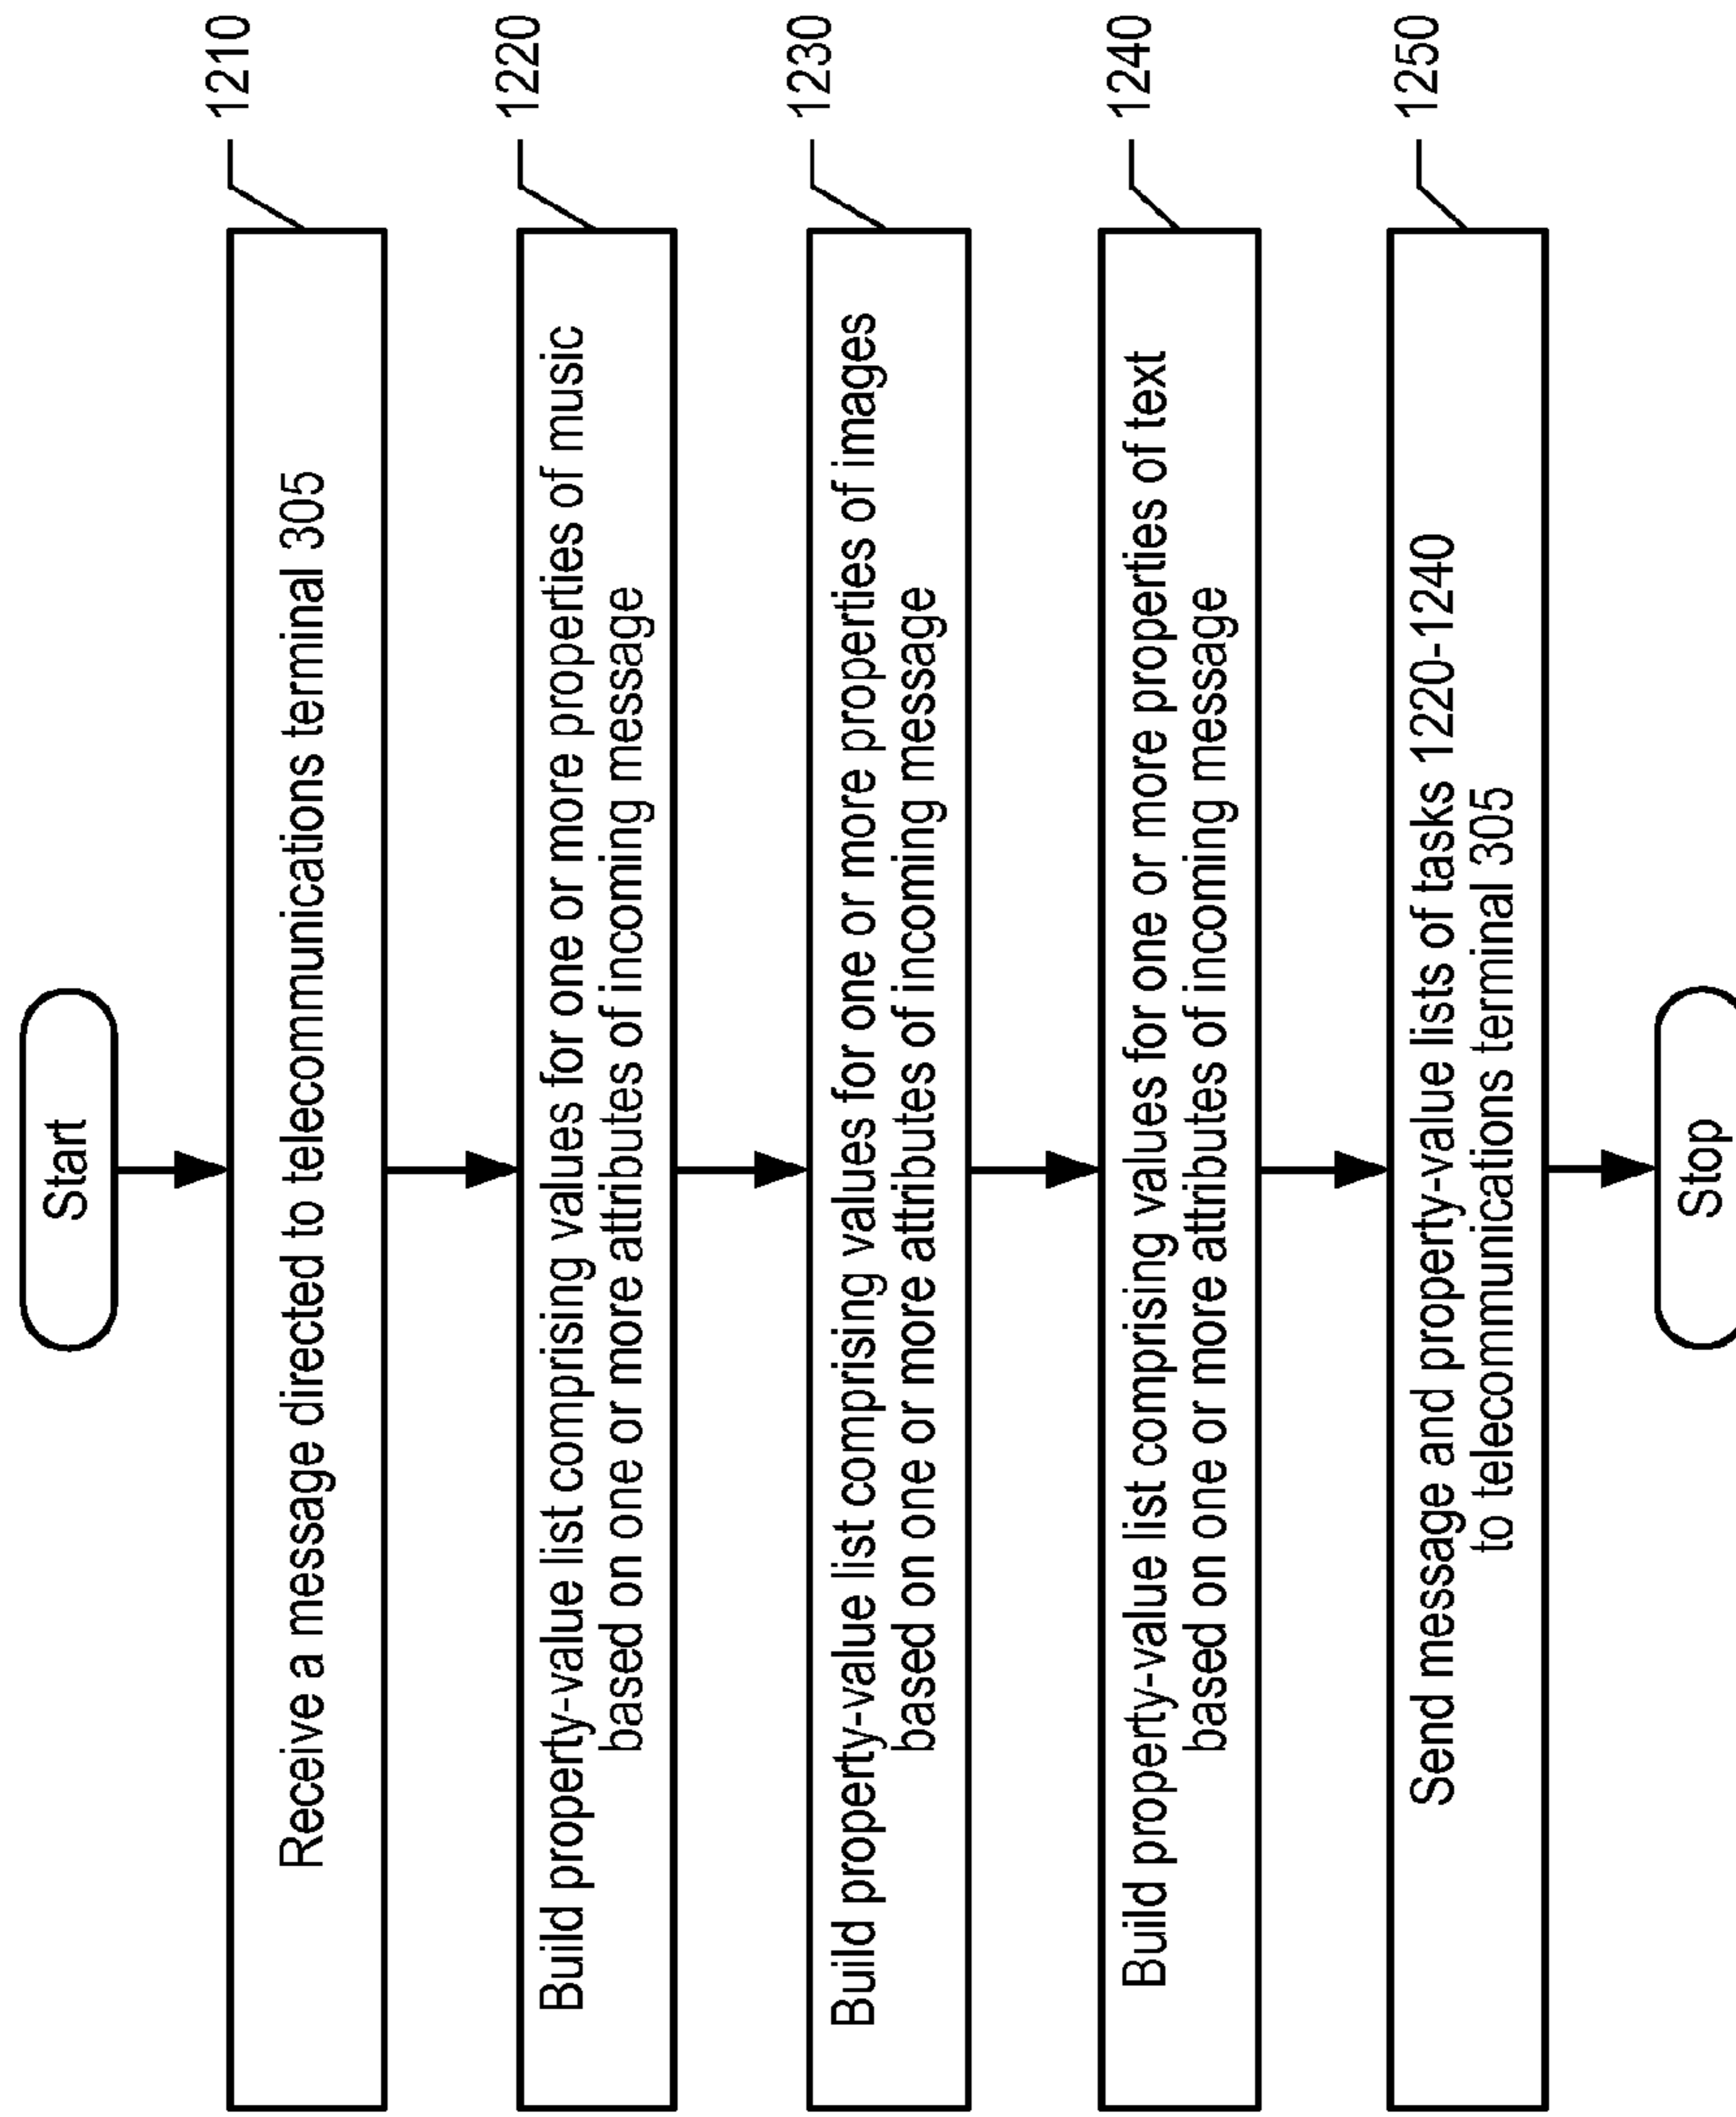 Start
Receive a message directed to telecommunications terminal 305
1210
Build property-value list comprising values for one or more properties of music
based on one or more attributes of incoming message
1220
Build property-value list comprising values for one or more properties of images
based on one or more attributes of incoming message
1230
Build property-value list comprising values for one or more properties of text
based on one or more attributes of incoming message
1240
Send message and property-value lists of tasks 1220-1240
to telecommunications terminal 305
1250
Stop